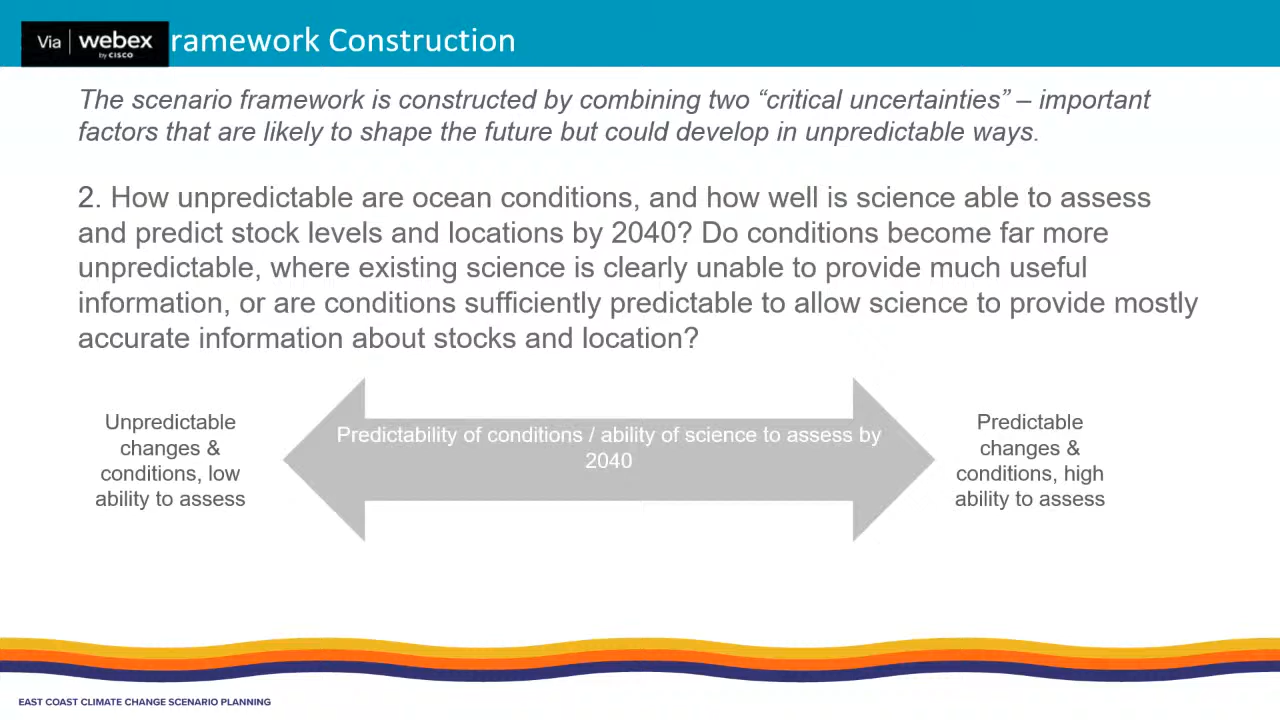 Via webex
by CISCO
ramework Construction
The scenario framework is constructed by combining two “critical uncertainties” – important
factors that are likely to shape the future but could develop in unpredictable ways.
2. How unpredictable are ocean conditions, and how well is science able to assess
and predict stock levels and locations by 2040? Do conditions become far more
unpredictable, where existing science is clearly unable to provide much useful
information, or are conditions sufficiently predictable to allow science to provide mostly
accurate information about stocks and location?
Unpredictable
changes &
conditions, low
ability to assess
Predictability of conditions / ability of science to assess by
2040
Predictable
changes &
conditions, high
ability to assess
EAST COAST CLIMATE CHANGE SCENARIO PLANNING